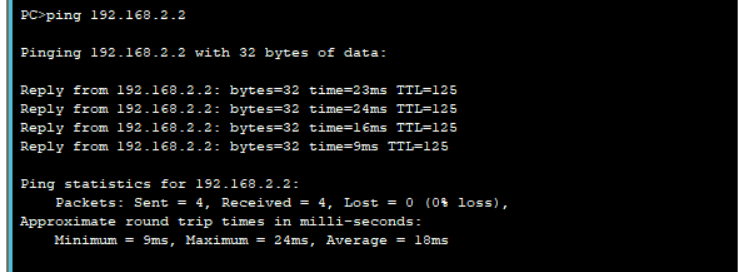 PC>ping 192.168.2.2
Pinging 192.168.2.2 with 32 bytes of data:
Reply from 192.168.2.2: bytes=32 time=23ms TTL=125
Reply from 192.168.2.2: bytes=32 time=24ms TTL=125
Reply from 192.168.2.2: bytes=32 time=16ms TTL=125
Reply from 192.168.2.2: bytes=32 time=9ms TTL=125
Ping statistics for 192.168.2.2:
Packets: Sent = 4, Received = 4, Lost = 0 (0% loss),
Approximate round trip times in milli-seconds:
Minimum = 9ms, Maximum = 24ms, Average = 18ms